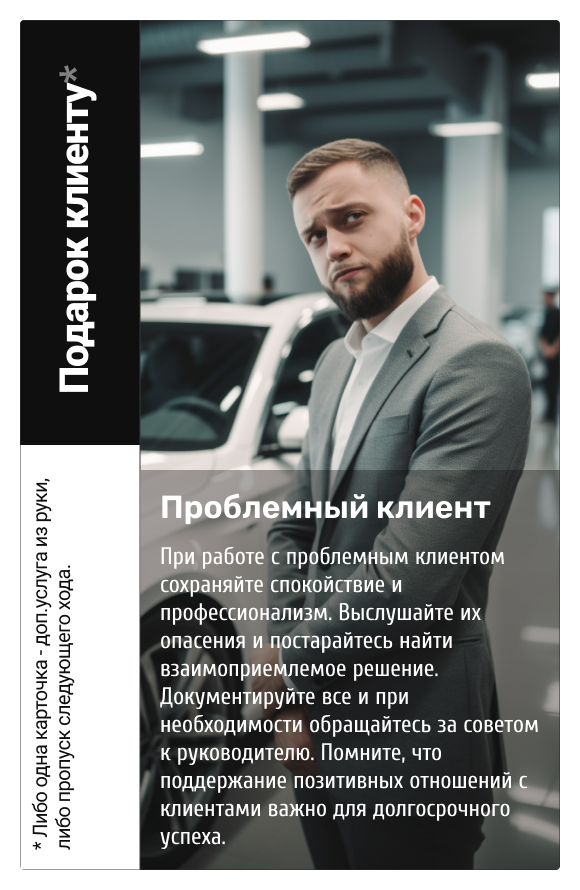 Подарок клиенту*
* Либо одна карточка - доп.услуга из руки,
либо пропуск следующего хода.
Проблемный клиент
При работе с проблемным клиентом
сохраняйте спокойствие и
профессионализм. Выслушайте их
опасения и постарайтесь найти
взаимоприемлемое решение.
Документируйте все и при
необходимости обращайтесь за советом
к руководителю. Помните, что
поддержание позитивных отношений с
клиентами важно для долгосрочного
успеха.